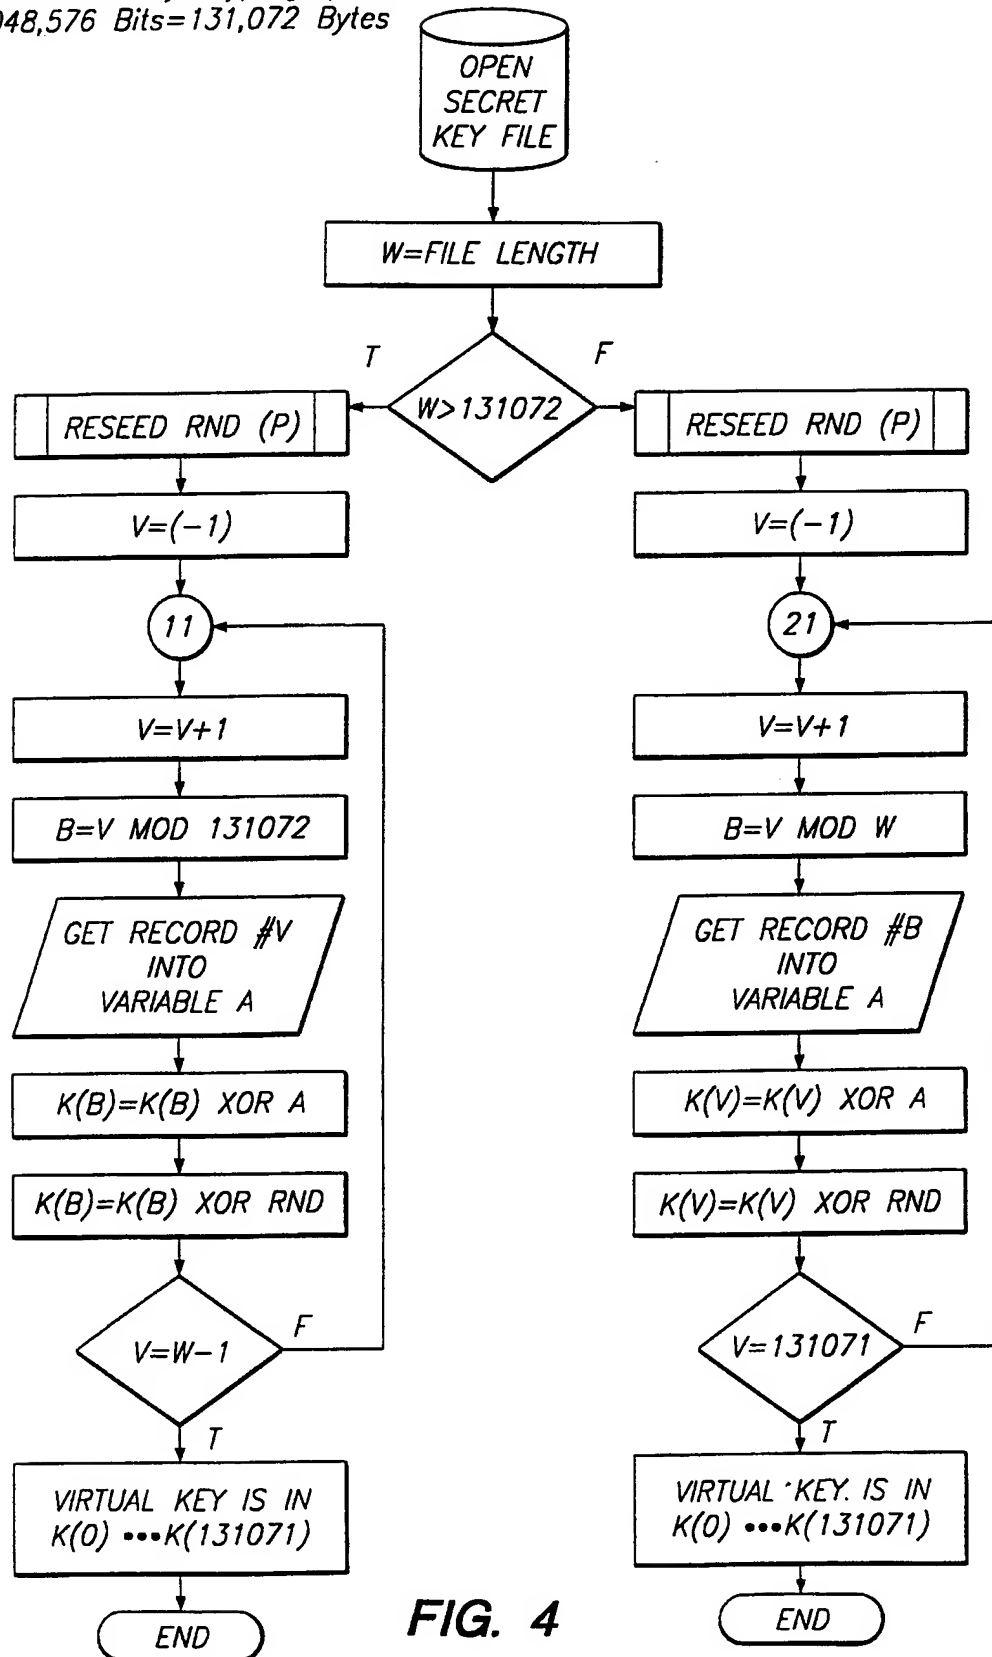 048,576 Bits=131,072 Bytes
OPEN
SECRET
KEY FILE
W=FILE LENGTH
T
F
W>131072
RESEED RND (P)
RESEED RND (P)
V=(-1)
V=(-1)
11
21
V=V+1
V=V+1
B=V MOD 131072
B=V MOD W
GET RECORD #V
INTO
VARIABLE A
GET RECORD #B
INTO
VARIABLE A
K(B)=K(B) XOR A
K(V)=K(V) XOR A
K(B)=K(B) XOR RND
K(V)=K(V) XOR RND
V=W-1
F
V=131071
F
T
T
VIRTUAL KEY IS IN
K(0) •••K(131071)
VIRTUAL KEY. IS IN
K(0) •••K(131071)
END
FIG. 4
END